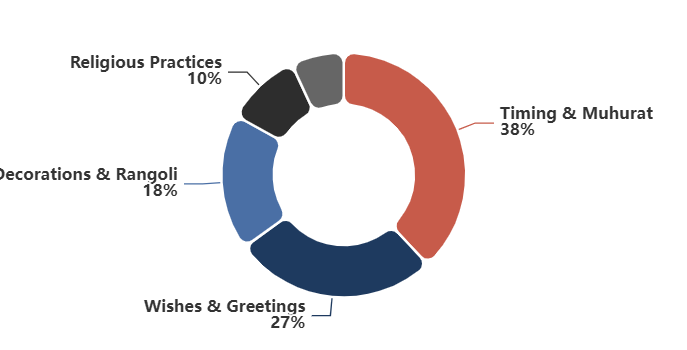 Religious Practices
10%
Timing & Muhurat
38%
Decorations & Rangoli
18%
Wishes & Greetings
27%